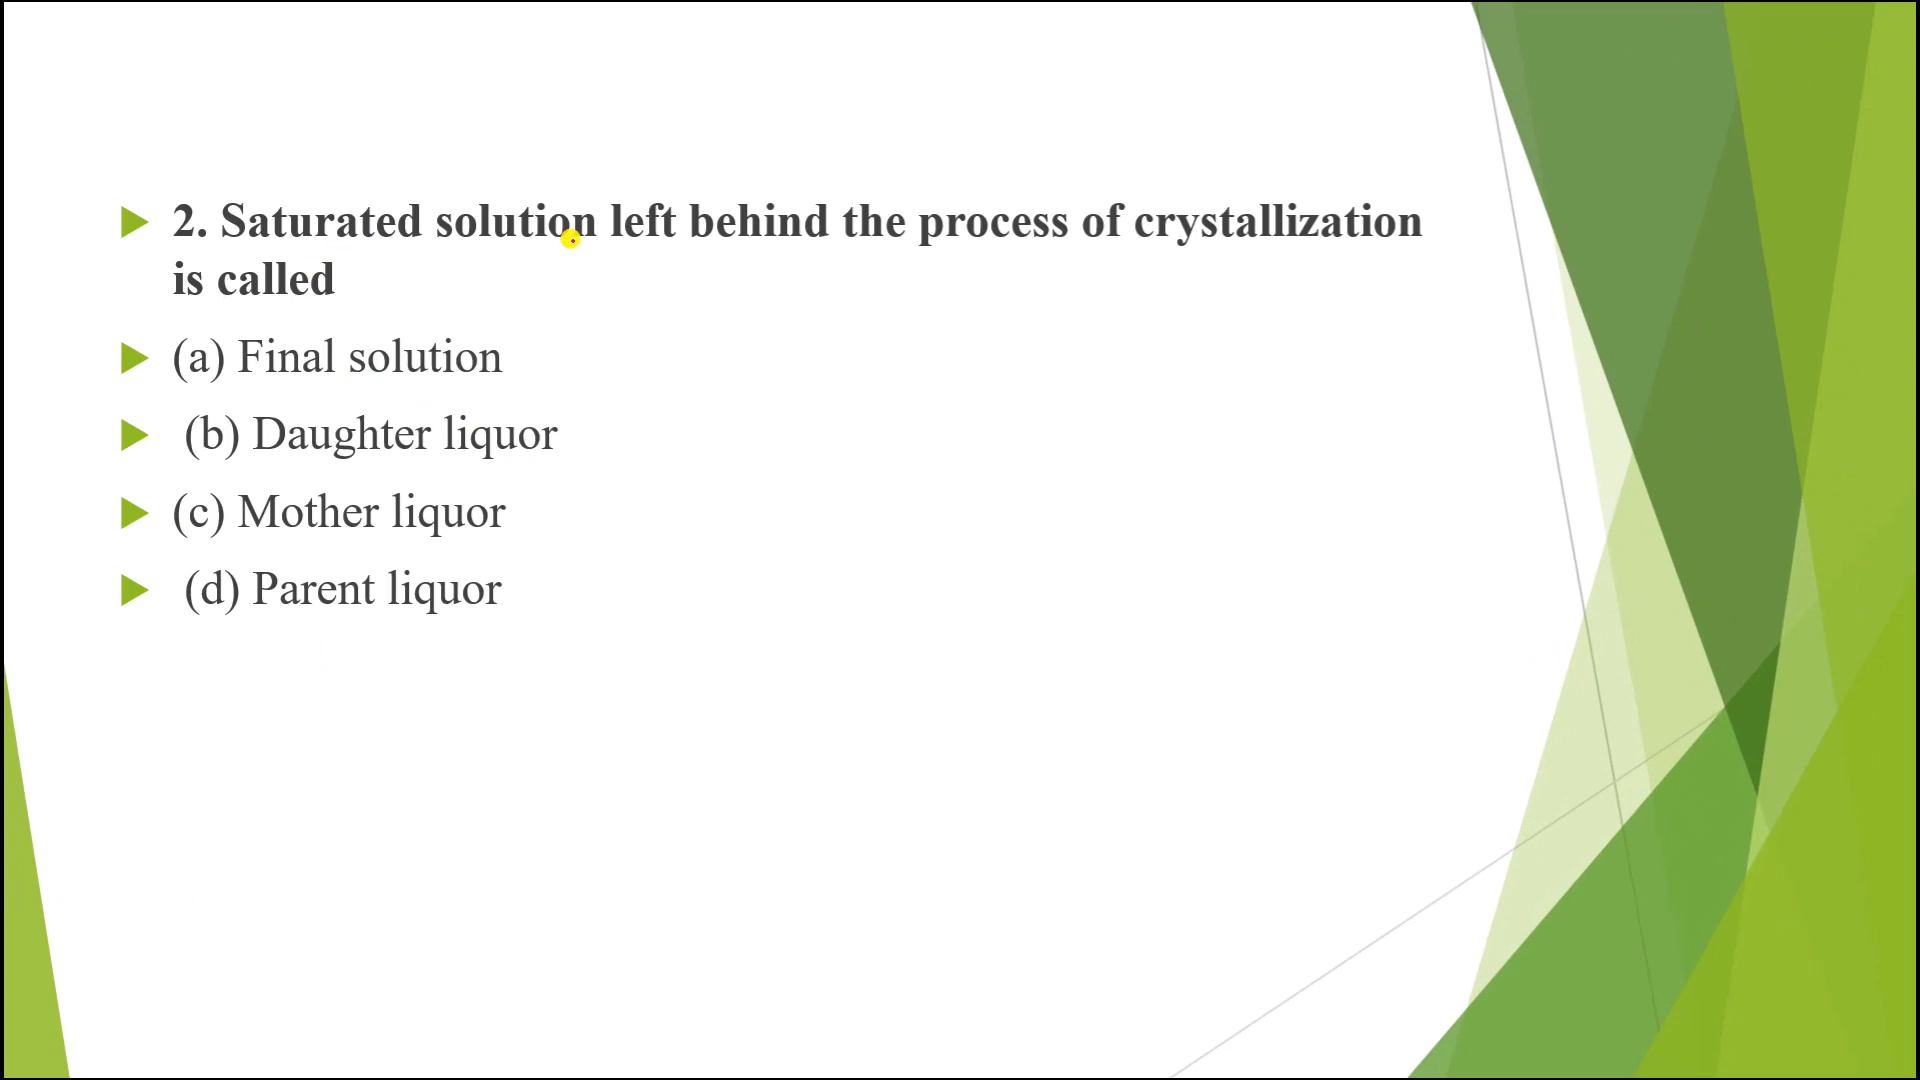 2. Saturated solution left behind the process of crystallization
is called
(a) Final solution
(b) Daughter liquor
(c) Mother liquor
(d) Parent liquor